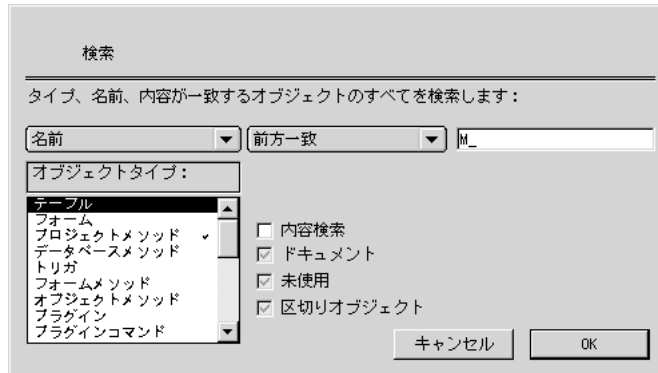 検索
タイプ、名前、内容が一致するオブジェクトのすべてを検索します：
名前 前方一致 M_
オブジェクトタイプ：
テーブル
フォーム
プロジェクトメソッド ✓
データベースメソッド
トリガ
フォームメソッド
オブジェクトメソッド
プラグイン
プラグインコマンド
内容検索
ドキュメント
未使用
区切りオブジェクト
キャンセル OK